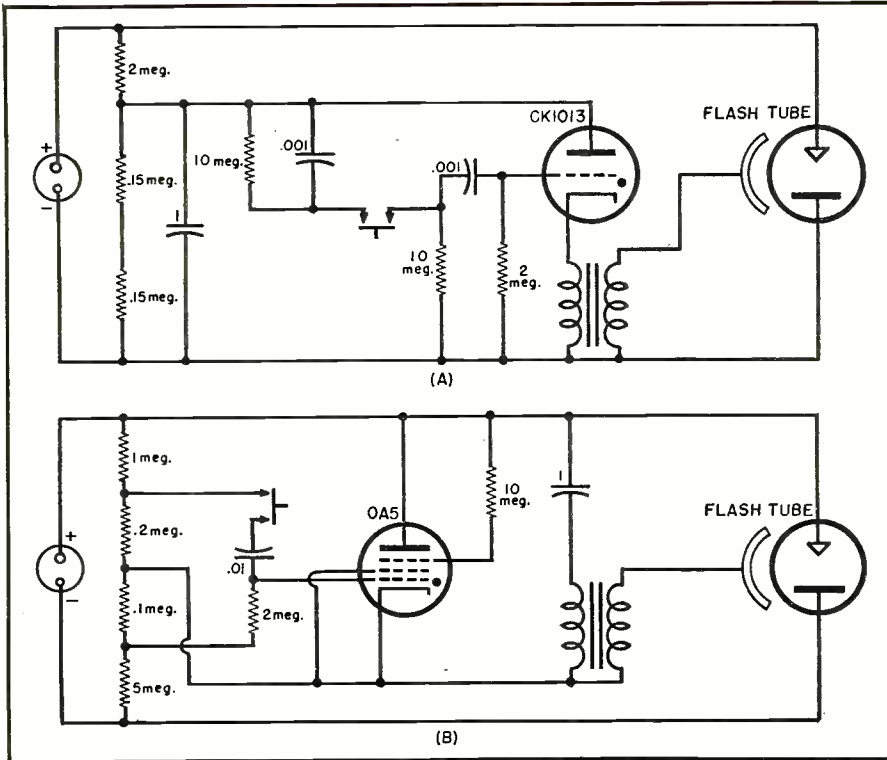 2 meg.
CK1013
FLASH TUBE
+
.001
10 meg.
.001
-
.15 meg.
1
10
meg.
2
meg.
.15 meg.
(A)
1 meg.
10
meg.
1
FLASH TUBE
OA5
+
.2 meg.
.01
-
.1 meg.
2 meg.
5 meg.
(B)